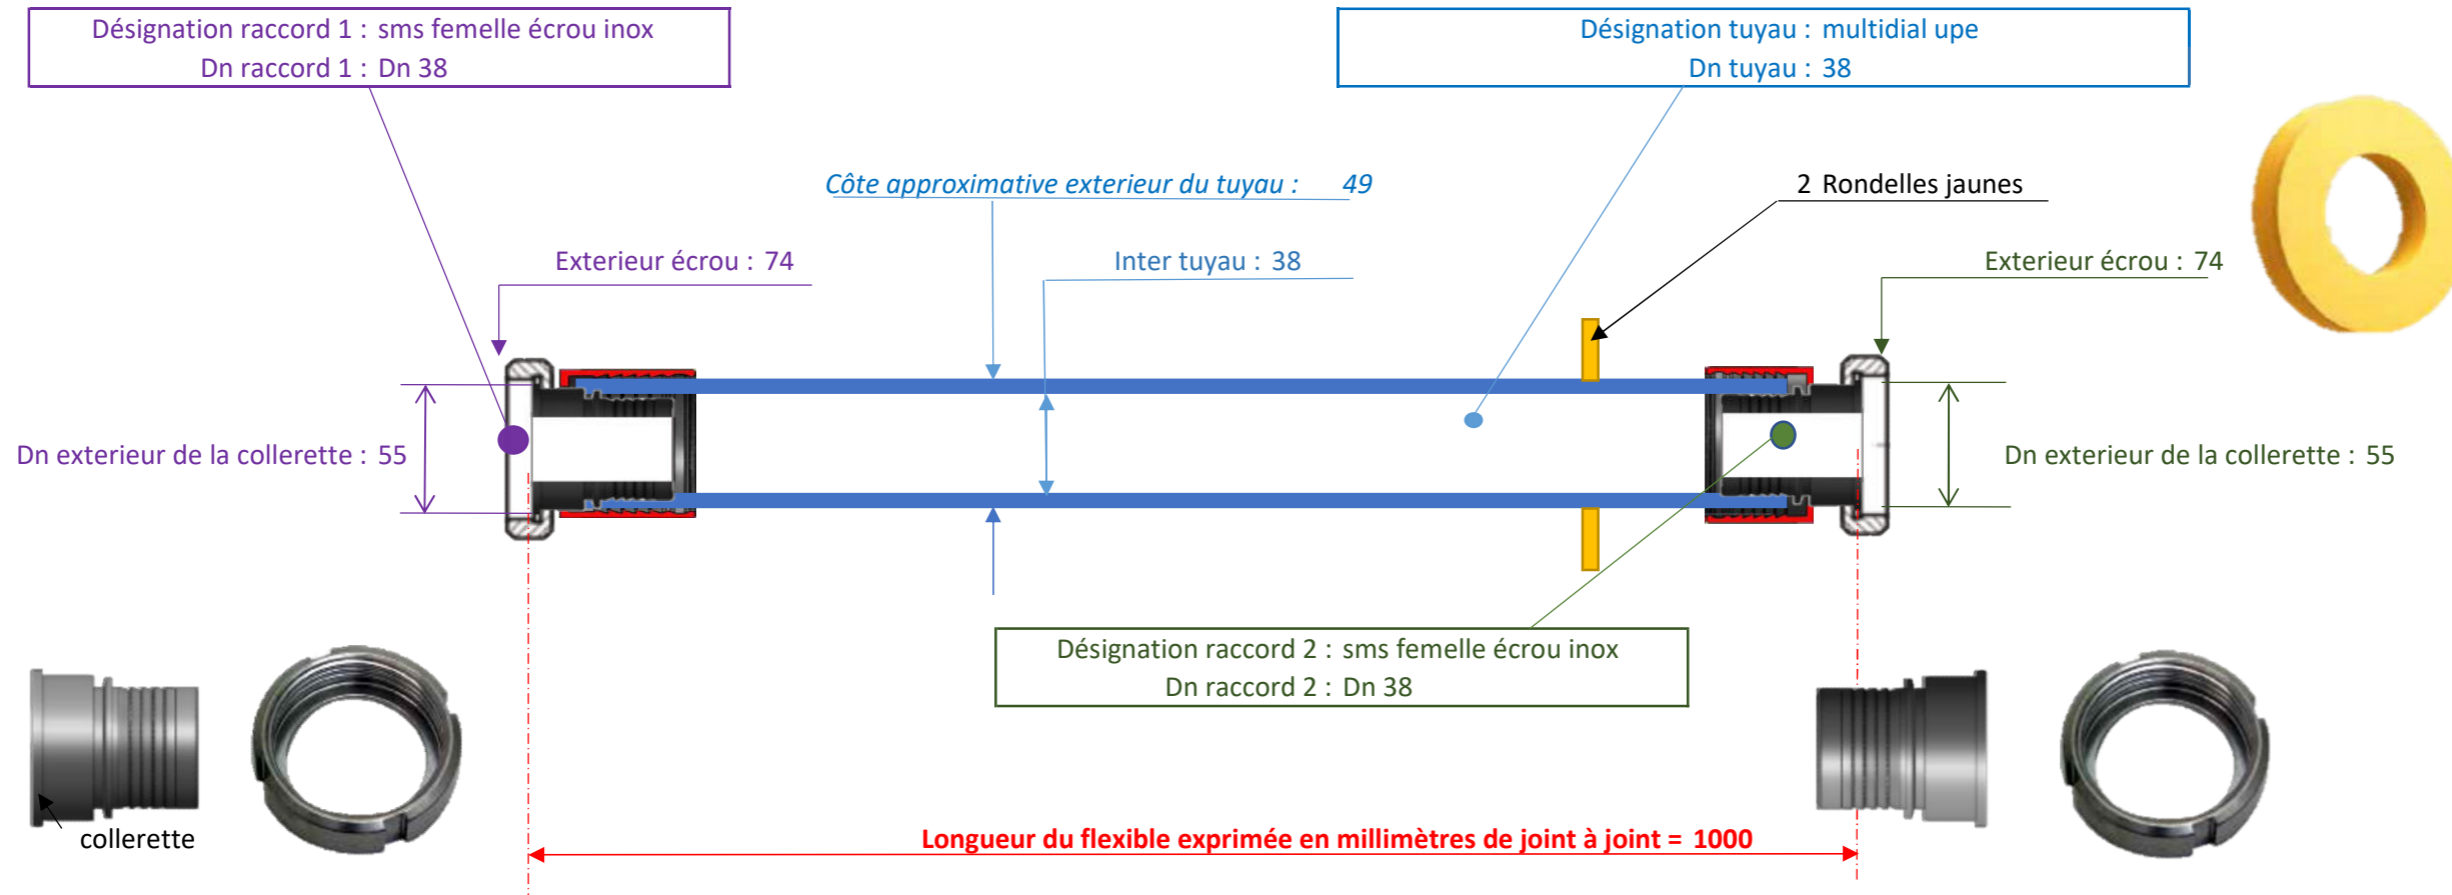 Désignation raccord 1 : sms femelle écrou inox
Dn raccord 1 : Dn 38
Désignation tuyau : multidial upe
Dn tuyau : 38
Côte approximative exterieur du tuyau : 49
2 Rondelles jaunes
Exterieur écrou : 74
Inter tuyau : 38
Exterieur écrou : 74
Dn exterieur de la collerette : 55
Dn exterieur de la collerette : 55
Désignation raccord 2 : sms femelle écrou inox
Dn raccord 2 : Dn 38
collerette
Longueur du flexible exprimée en millimètres de joint à joint = 1000